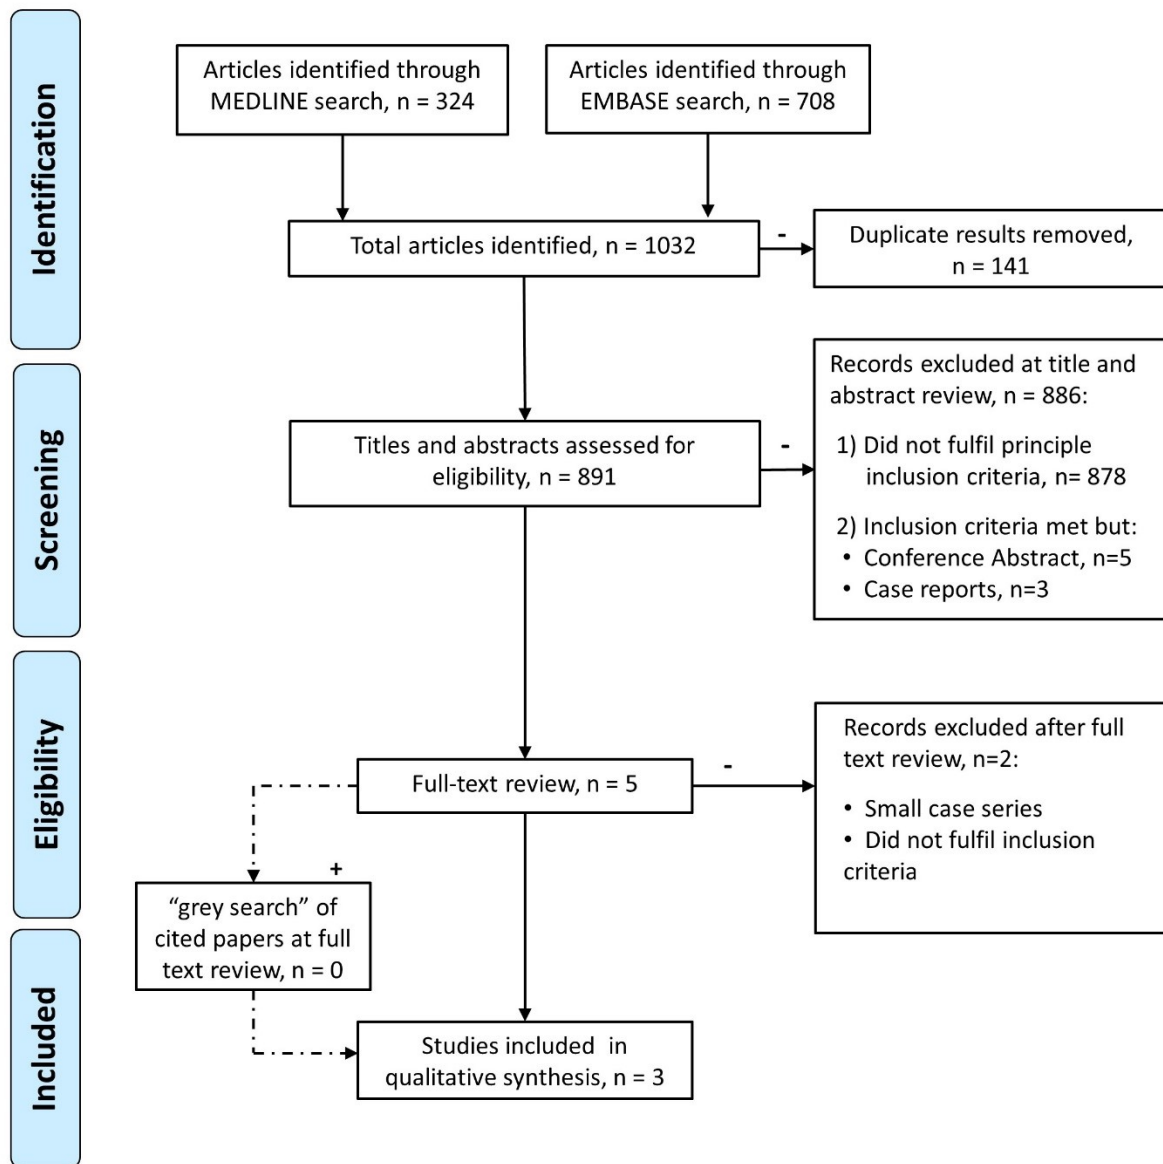 Identification
Articles identified through
MEDLINE search, n = 324
Articles identified through
EMBASE search, n = 708
Total articles identified, n = 1032
-
Duplicate results removed,
n = 141
Screening
Titles and abstracts assessed for
eligibility, n = 891
-
Records excluded at title and
abstract review, n = 886:
1) Did not fulfil principle
inclusion criteria, n= 878
2) Inclusion criteria met but:
• Conference Abstract, n=5
• Case reports, n=3
Eligibility
Full-text review, n = 5
-
Records excluded after full
text review, n=2:
• Small case series
• Did not fulfil inclusion
criteria
+
“grey search” of
cited papers at full
text review, n = 0
Included
Studies included in
qualitative synthesis, n = 3